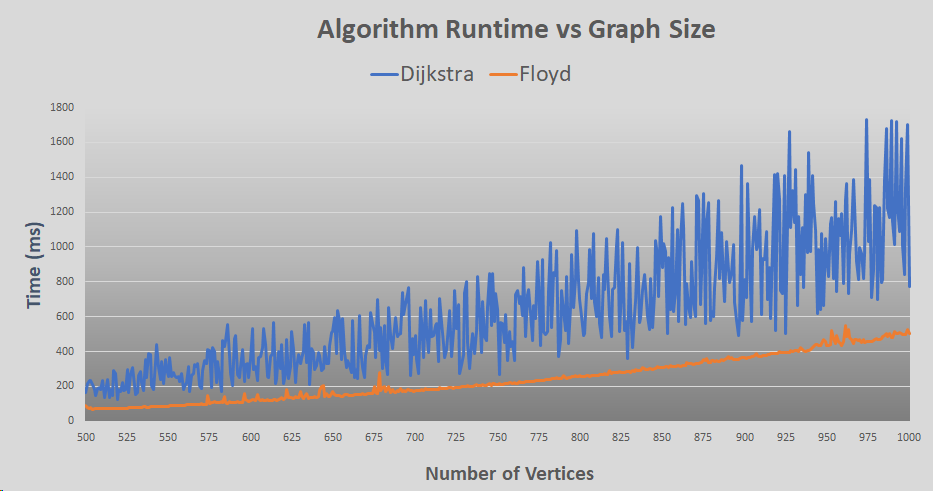 Algorithm Runtime vs Graph Size
Dijkstra Floyd
1800
1600
1400
1200
1000
800
600
400
200
0
Time (ms)
500 525 550 575 600 625 650 675 700 725 750 775 800 825 850 875 900 925 950 975 1000
Number of Vertices